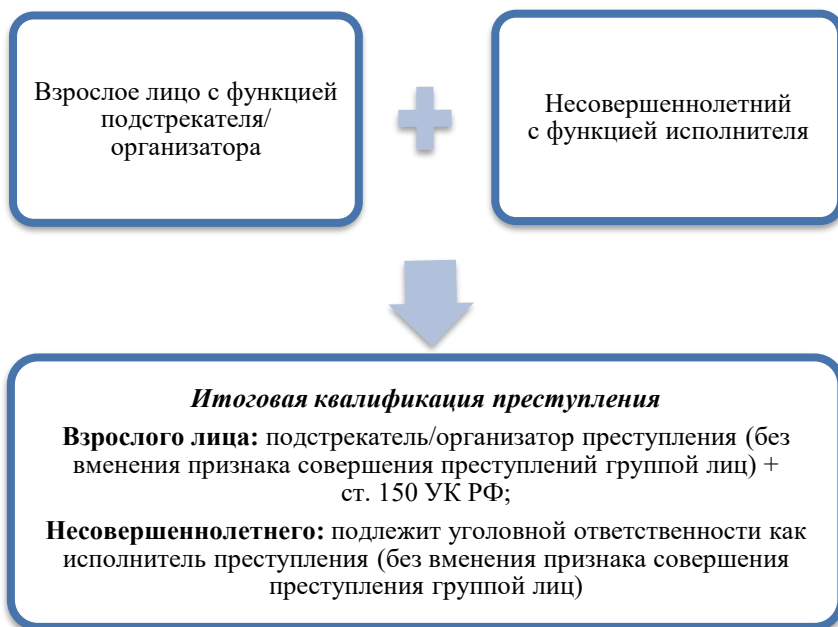 Взрослое лицо с функцией
подстрекателя/
организатора
Несовершеннолетний
с функцией исполнителя
Итоговая квалификация преступления
Взрослого лица: подстрекатель/организатор преступления (без
вменения признака совершения преступлений группой лиц) +
ст. 150 УК РФ;
Несовершеннолетнего: подлежит уголовной ответственности как
исполнитель преступления (без вменения признака совершения
преступления группой лиц)